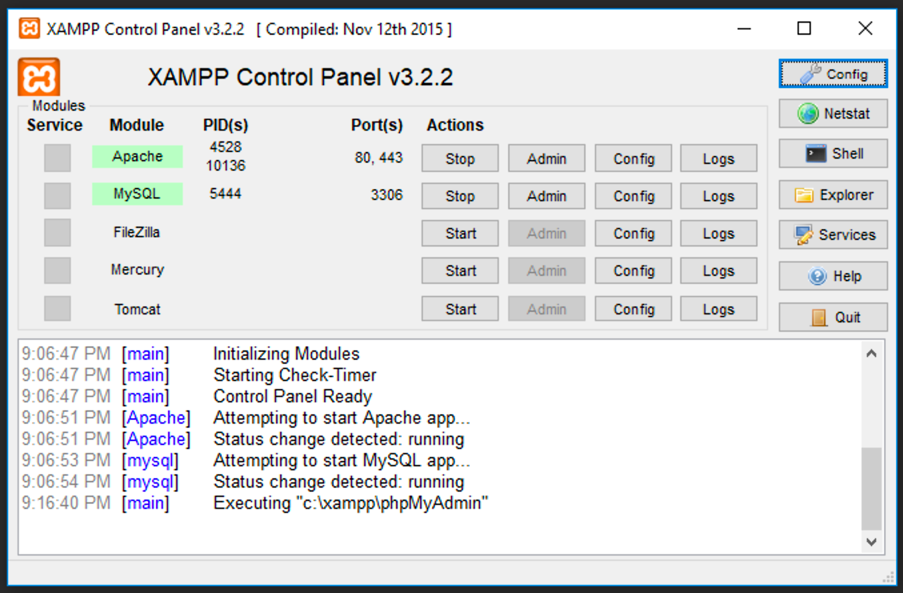 XAMPP Control Panel v3.2.2 [ Compiled: Nov 12th 2015 ]
XAMPP Control Panel v3.2.2
Config
Modules
Service Module PID(s) Port(s) Actions
Netstat
Apache 4528 10136 80, 443 Stop Admin Config Logs
Shell
MySQL 5444 3306 Stop Admin Config Logs
Explorer
FileZilla Start Admin Config Logs
Services
Mercury Start Admin Config Logs
Help
Tomcat Start Admin Config Logs
Quit
9:06:47 PM [main] Initializing Modules
9:06:47 PM [main] Starting Check-Timer
9:06:47 PM [main] Control Panel Ready
9:06:51 PM [Apache] Attempting to start Apache app...
9:06:51 PM [Apache] Status change detected: running
9:06:53 PM [mysql] Attempting to start MySQL app...
9:06:54 PM [mysql] Status change detected: running
9:16:40 PM [main] Executing "c:\xampp\phpMyAdmin"